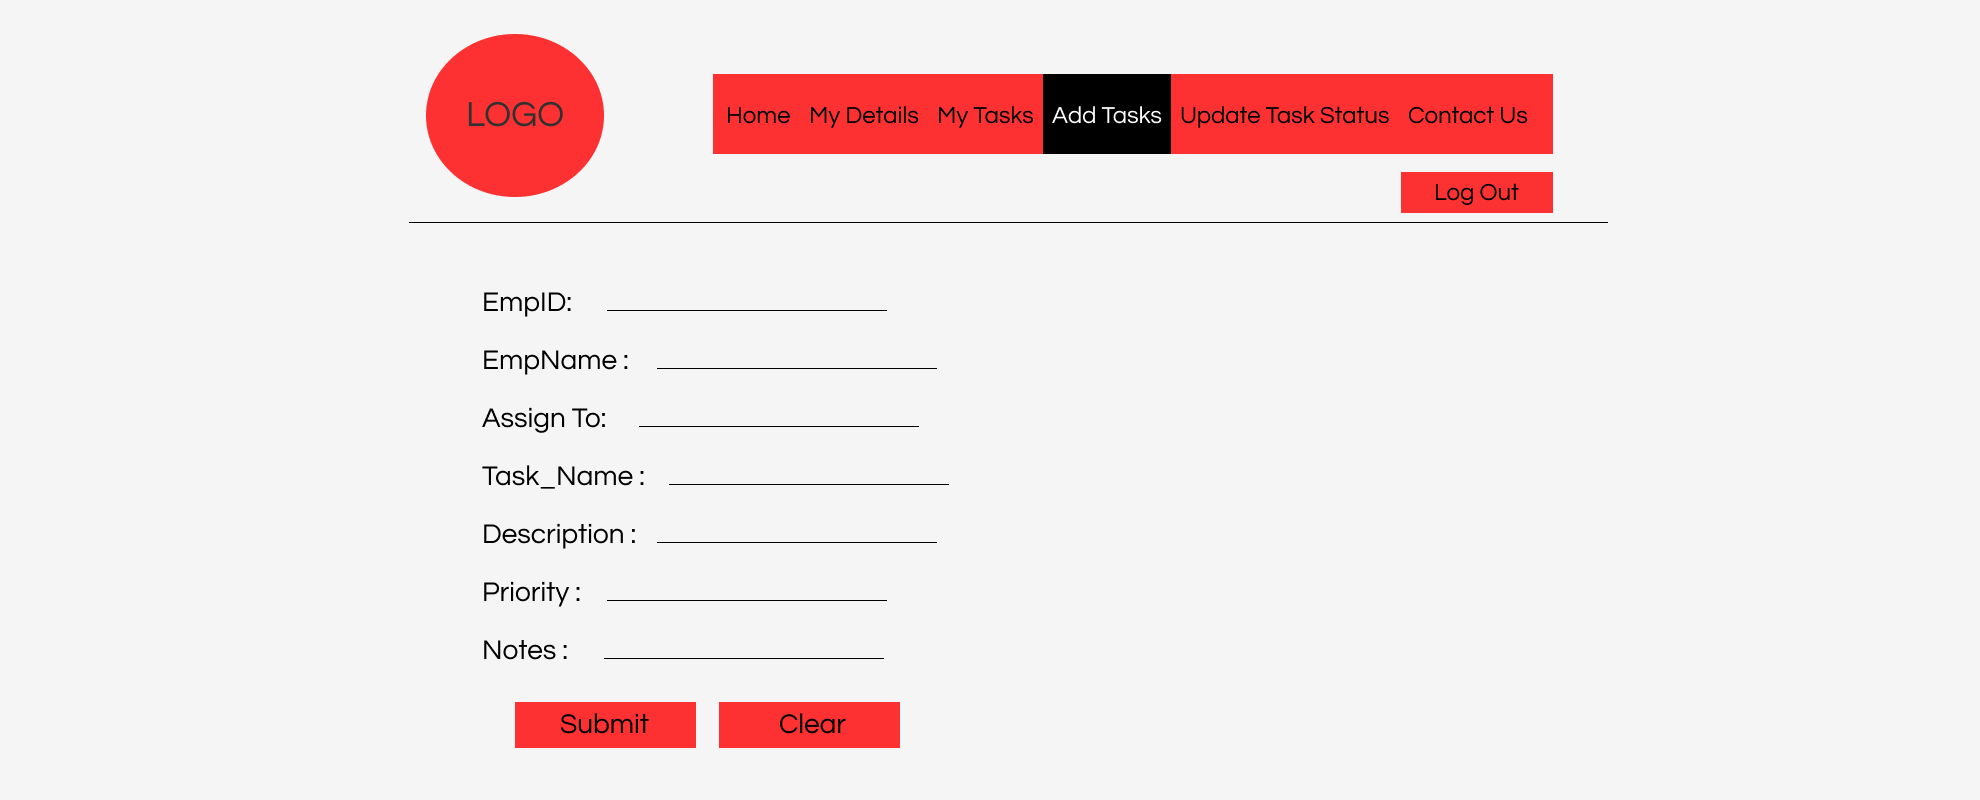 LOGO
Home My Details My Tasks Add Tasks Update Task Status Contact Us
Log Out
EmpID:
EmpName :
Assign To:
Task_Name :
Description :
Priority :
Notes :
Submit Clear